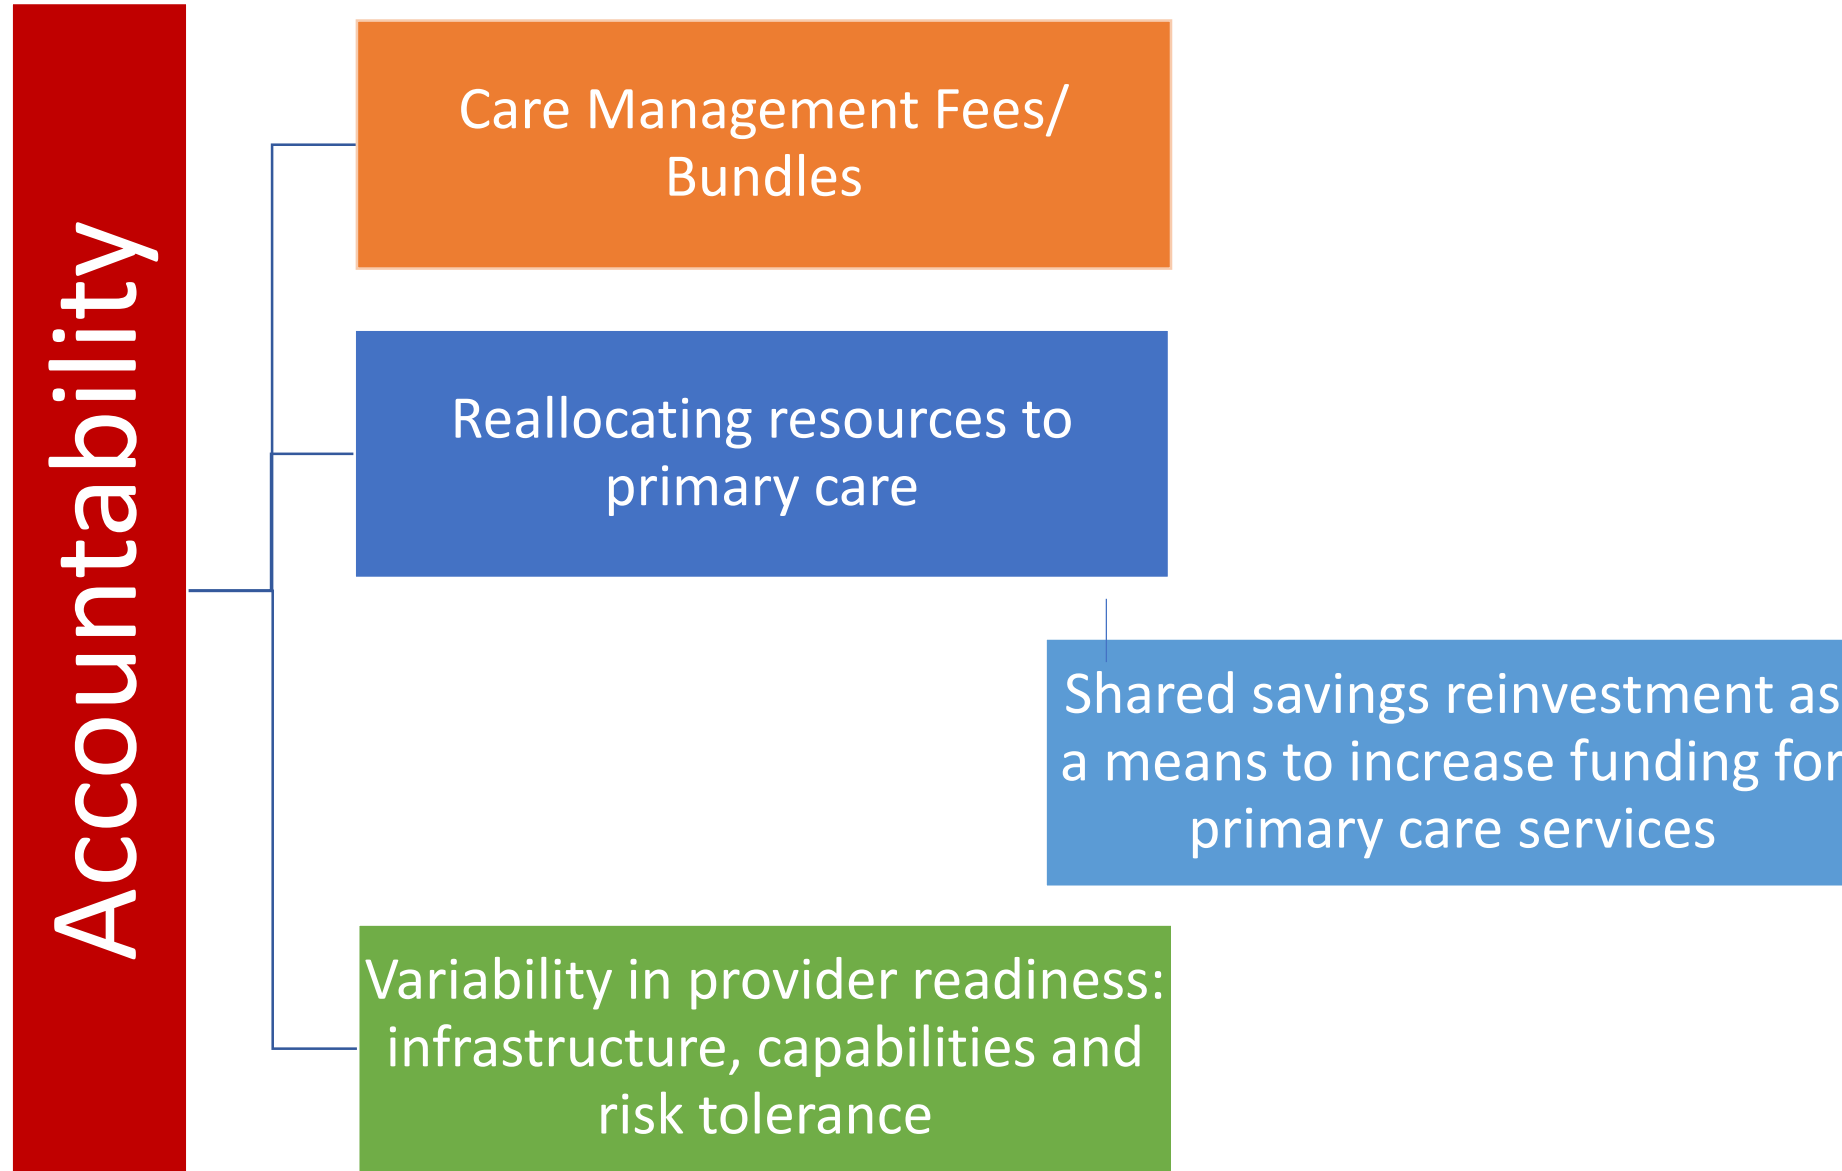 Accountability
Care Management Fees/
Bundles
Reallocating resources to
primary care
Shared savings reinvestment as
a means to increase funding for
primary care services
Variability in provider readiness:
infrastructure, capabilities and
risk tolerance